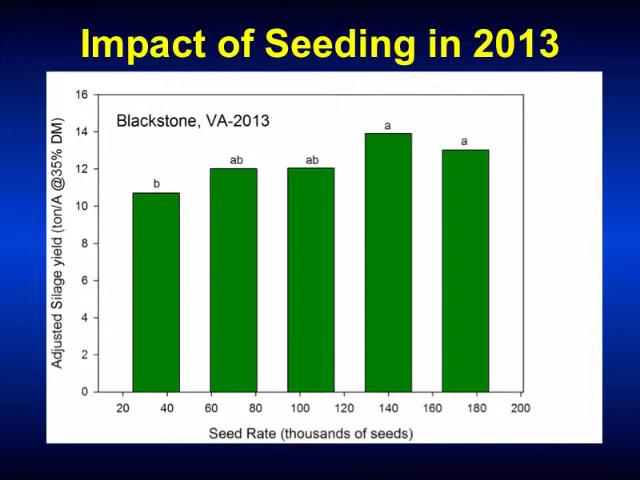 Impact of Seeding in 2013
Blackstone, VA-2013
Adjusted Silage yield (ton/A @35% DM)
16
14
12
10
8
6
4
2
0
b
ab
ab
a
a
20 40 60 80 100 120 140 160 180 200
Seed Rate (thousands of seeds)